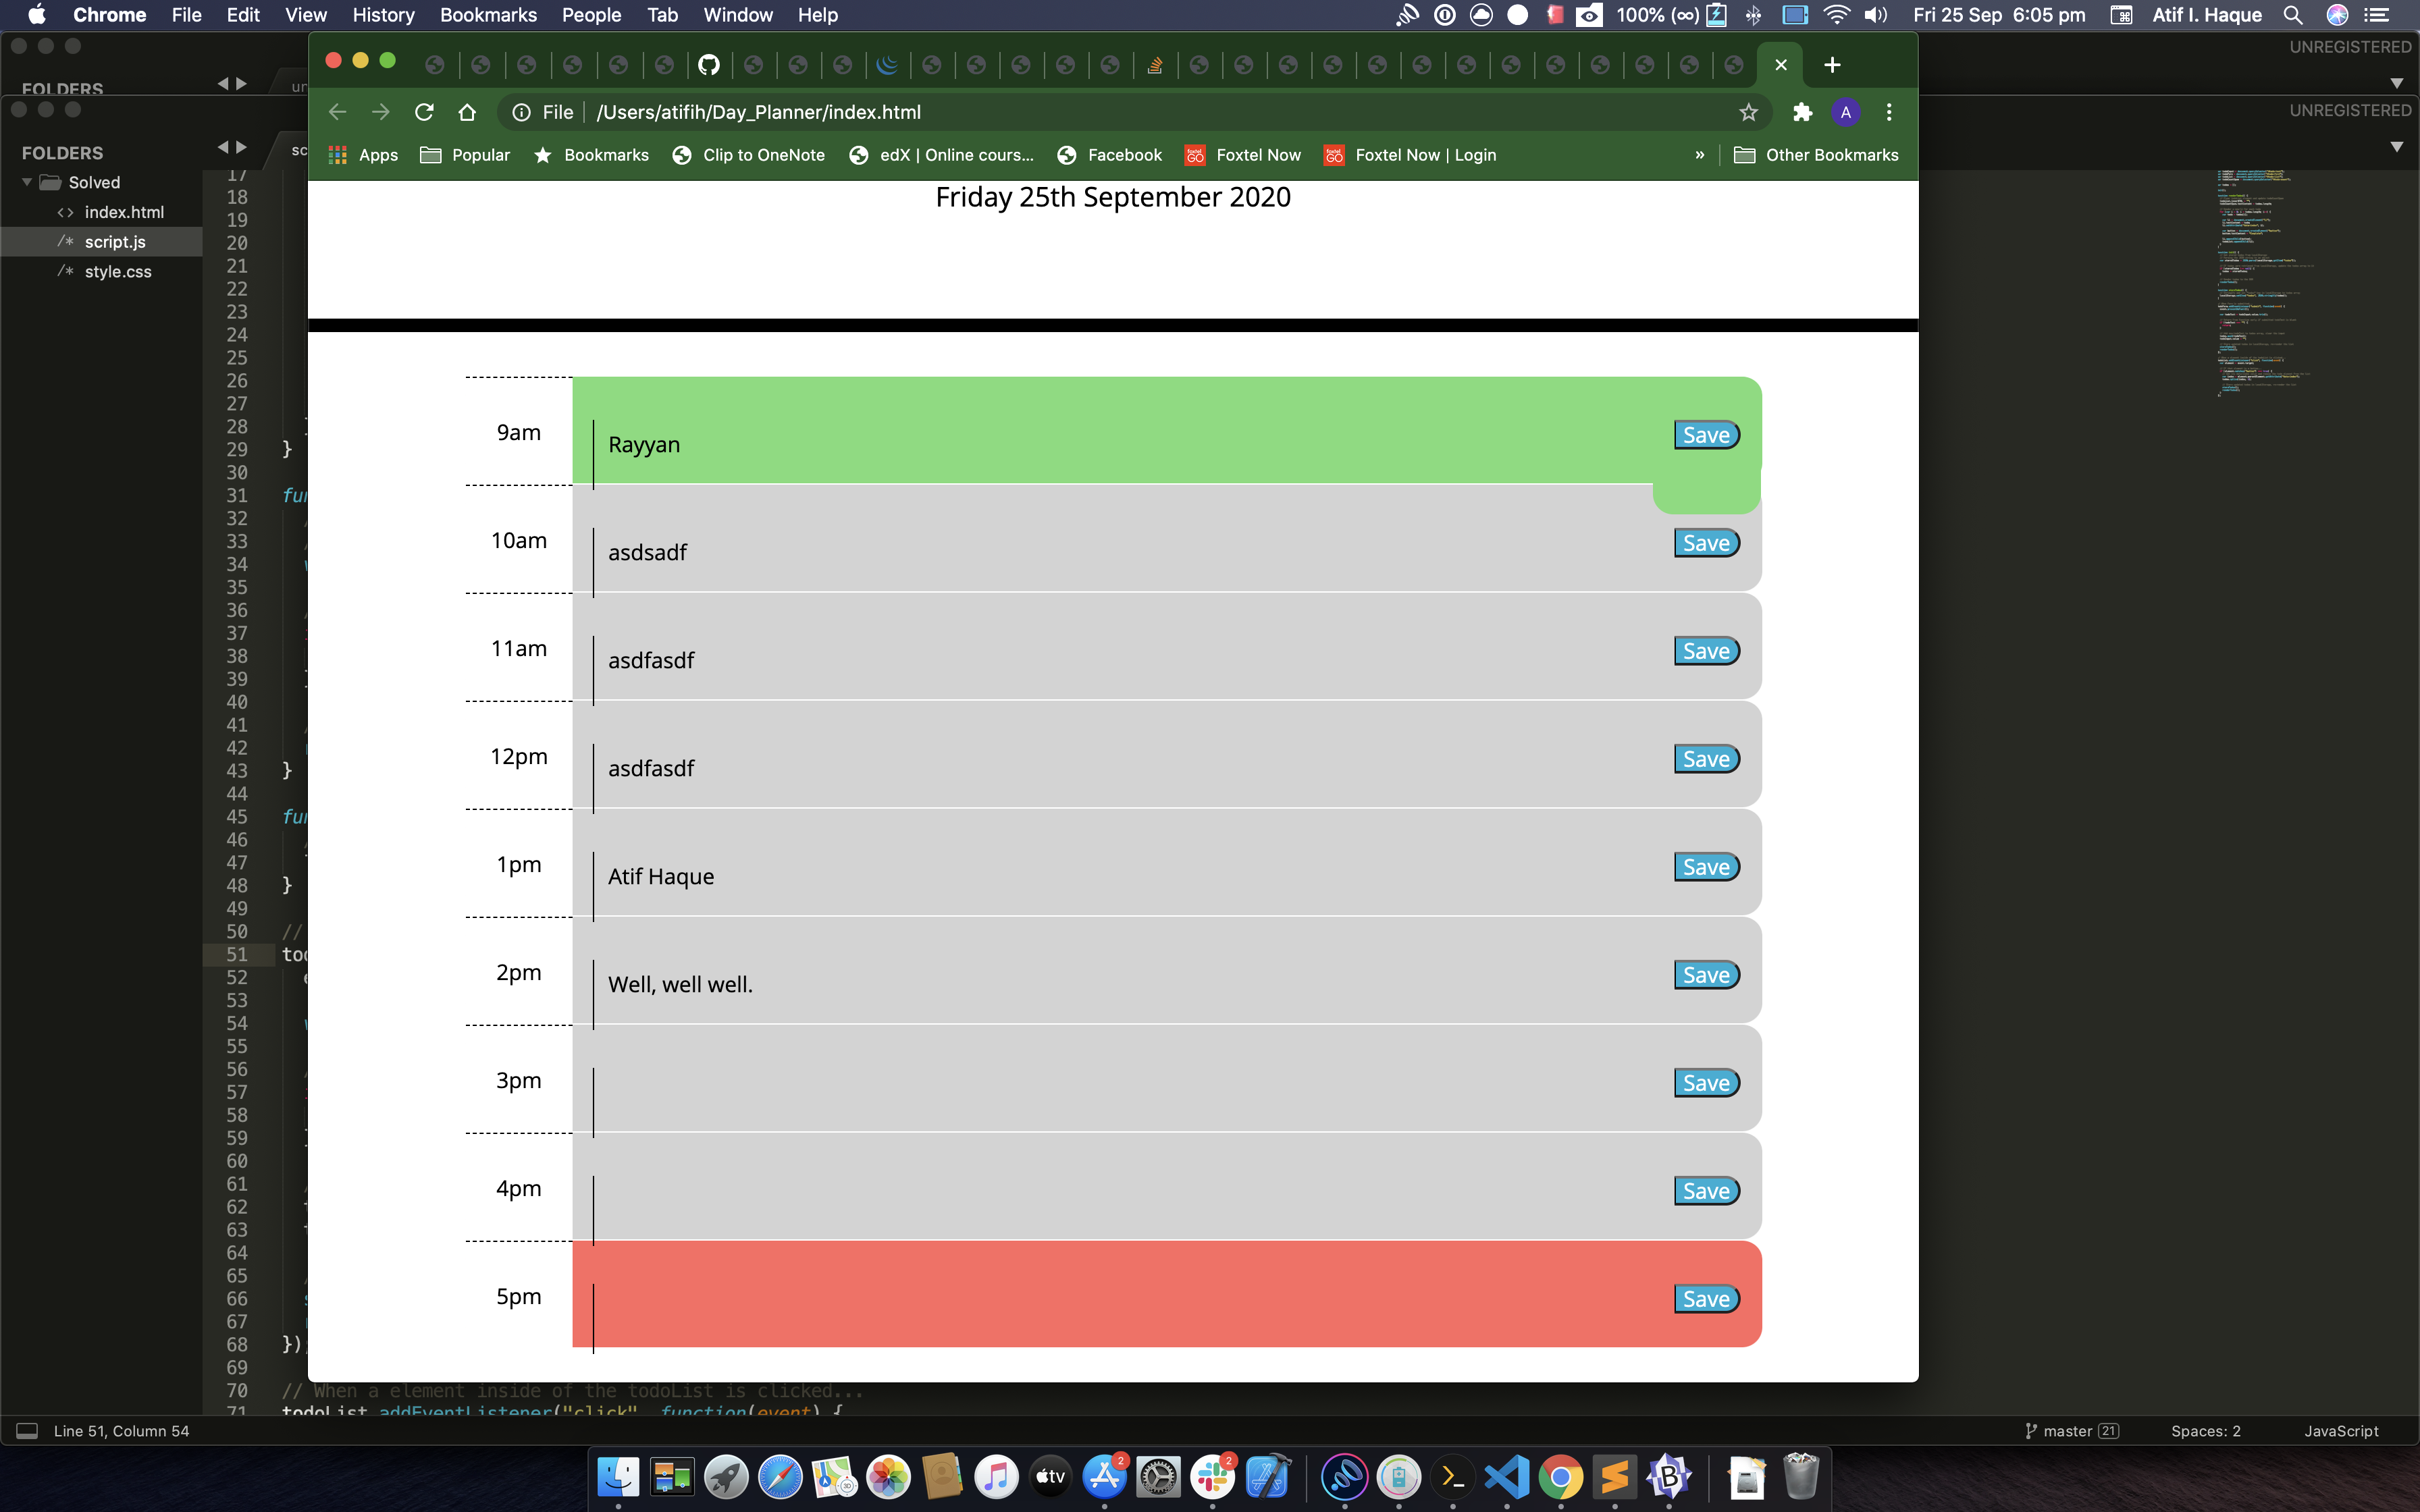 Chrome File Edit View History Bookmarks People Tab Window Help 100% (∞) Fri 25 Sep 6:05 pm Atif I. Haque
UNREGISTERED
FOLDERS
UNREGISTERED
File /Users/atifih/Day_Planner/index.html A
Apps Popular Bookmarks Clip to OneNote edX | Online cours... Facebook Foxtel Now Foxtel Now | Login » Other Bookmarks
FOLDERS
Solved
index.html
script.js
style.css
17
18
19
20
21
22
23
24
25
26
27
28
29 }
30
31 fu
32
33
34
35
36
37
38
39
40
41
42
43 }
44
45 fu
46
47
48 }
49
50 //
51
52
53
54
55
56
57
58
59
60
61
62
63
64
65
66
67
68 })
69
70 // When a element inside of the todoList is clicked...
71 todoList.addEventListener("click", function(event) {
Friday 25th September 2020
9am Rayyan Save
10am asdsadf Save
11am asdfasdf Save
12pm asdfasdf Save
1pm Atif Haque Save
2pm Well, well well. Save
3pm Save
4pm Save
5pm Save
Line 51, Column 54 master 21 Spaces: 2 JavaScript
tv 2 2